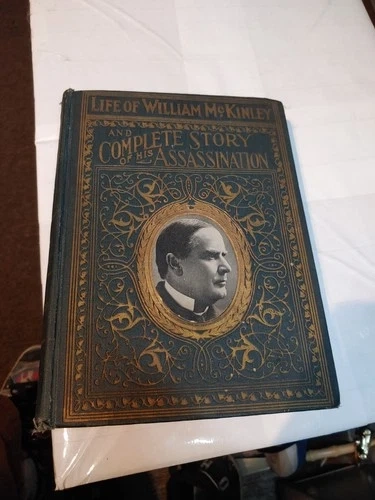 LIFE OF WILLIAM McKINLEY
AND COMPLETE STORY
OF HIS ASSASSINATION